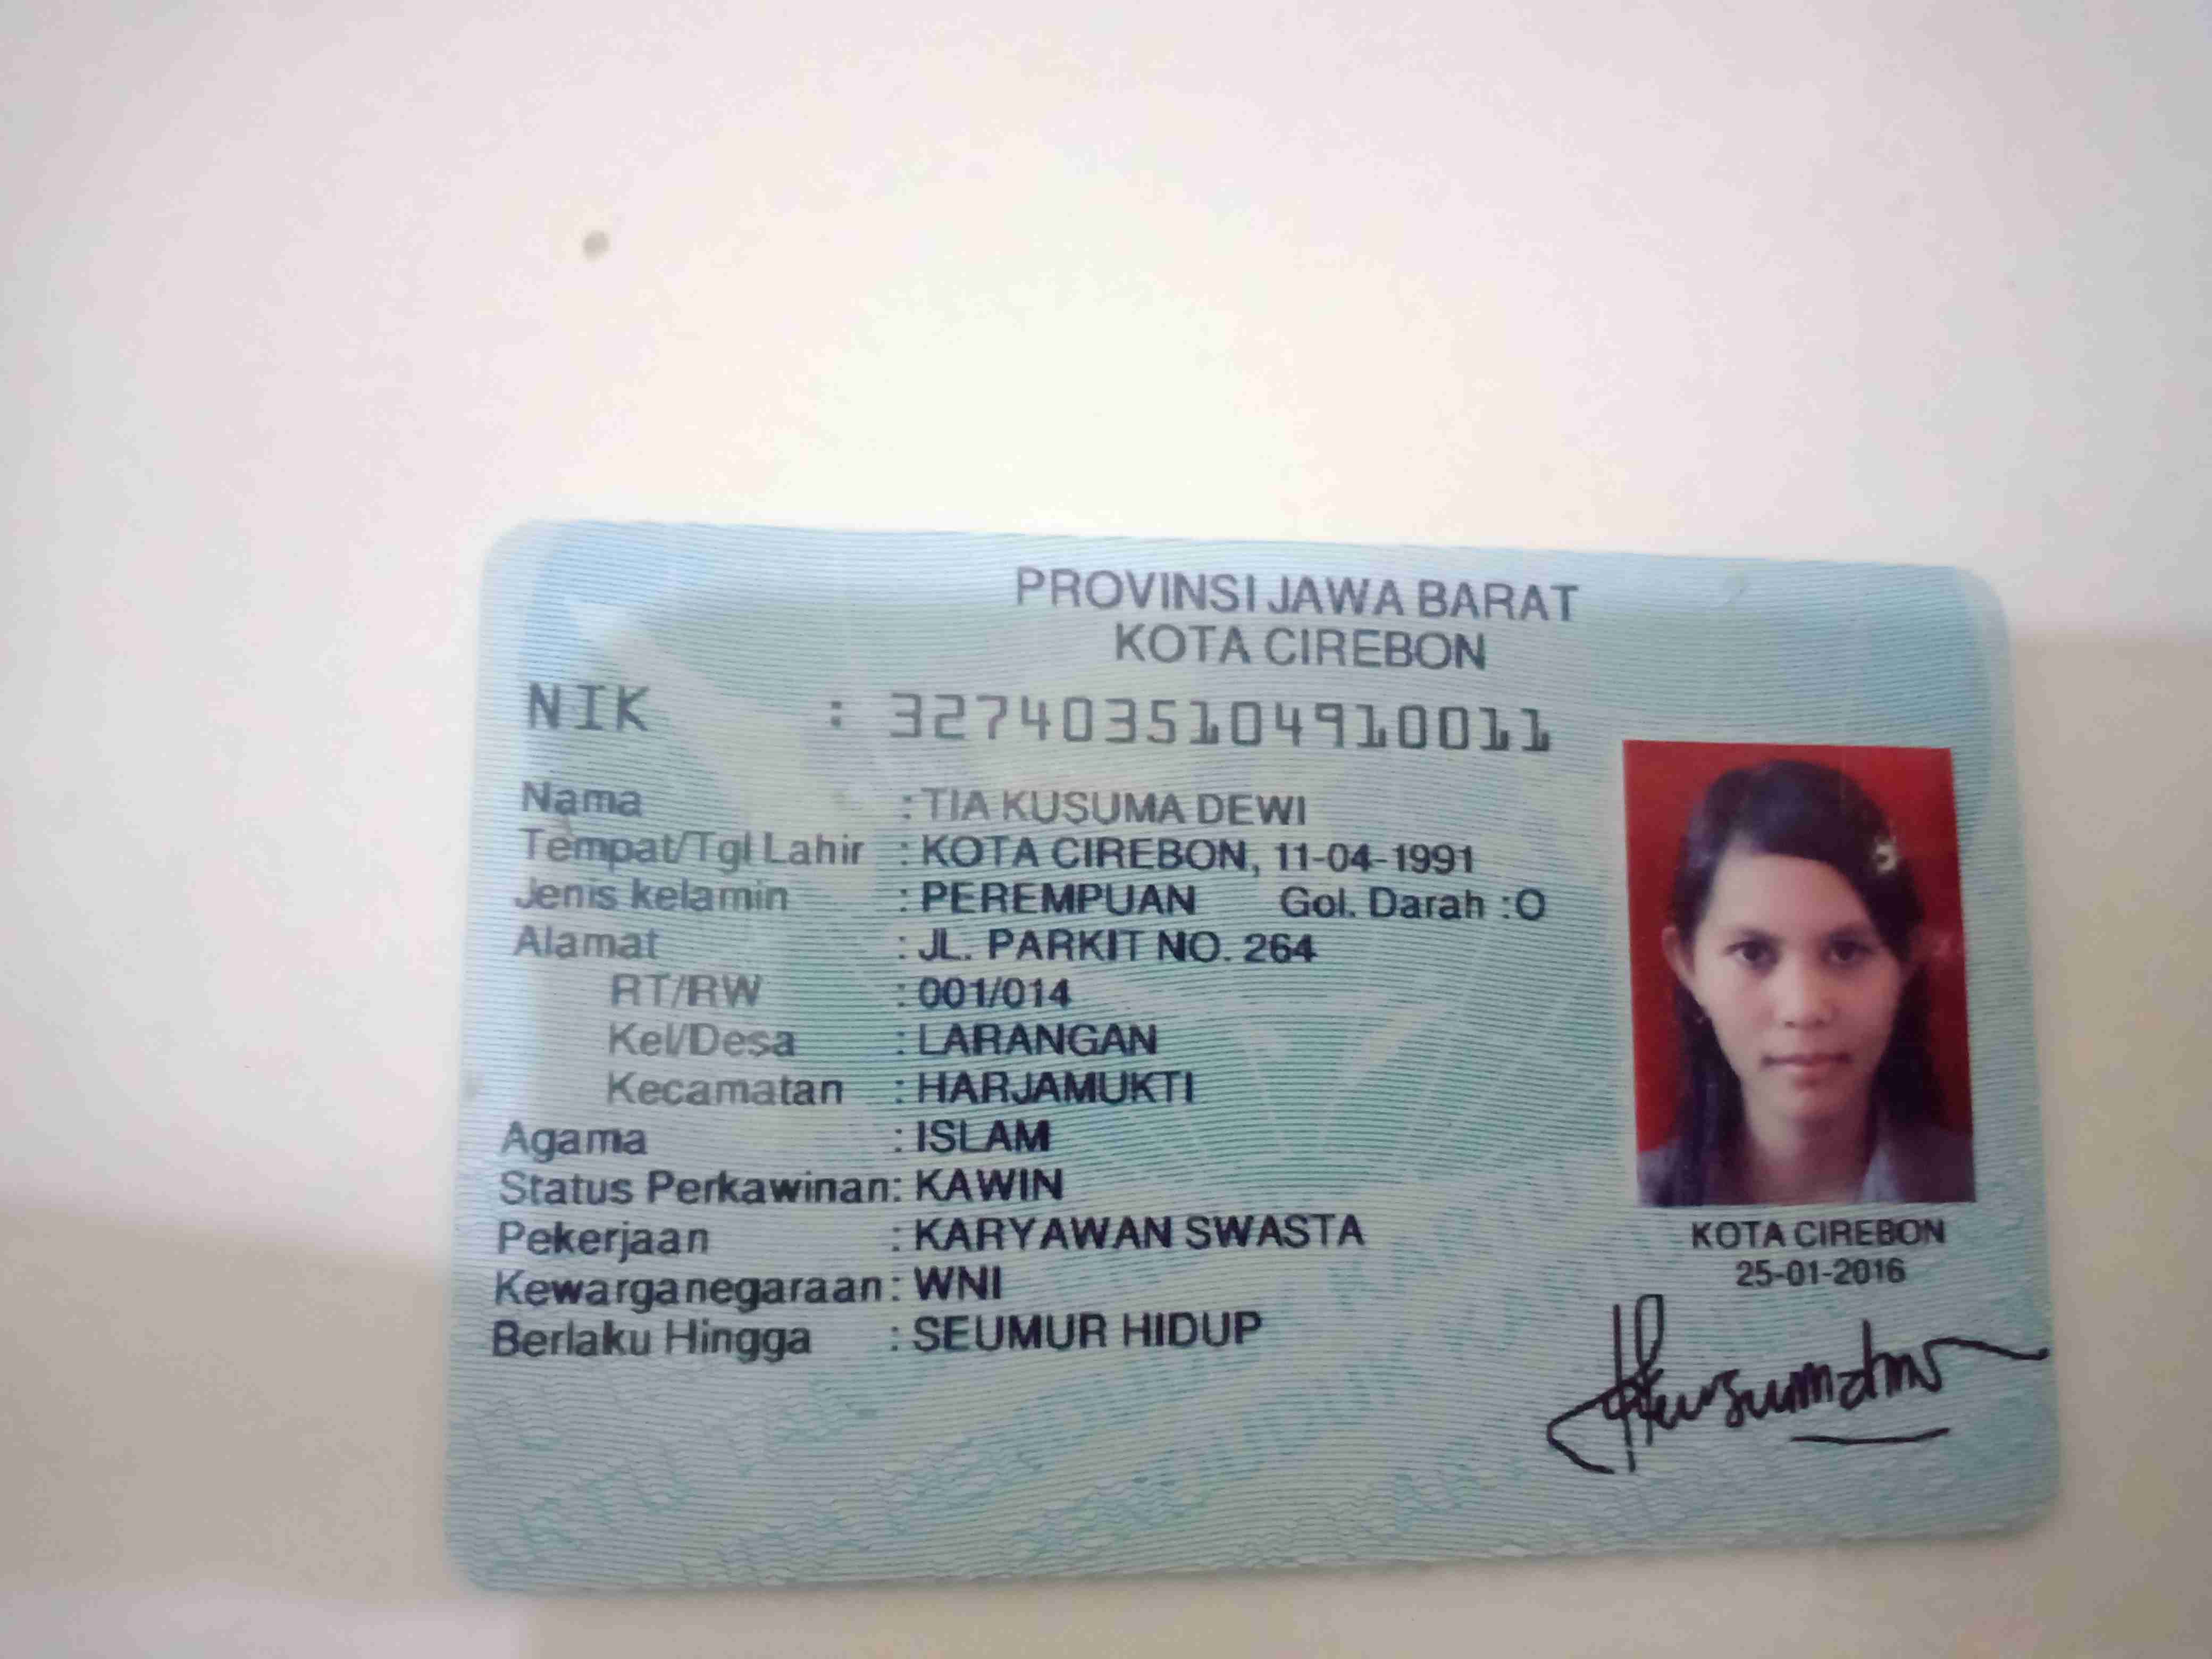 PROVINSI JAWA BARAT
KOTA CIREBON
NIK : 3274035104910011
Nama : TIA KUSUMA DEWI
Tempat/Tgl Lahir : KOTA CIREBON, 11-04-1991
Jenis kelamin : PEREMPUAN Gol. Darah : O
Alamat : JL. PARKIT NO. 264
RT/RW : 001/014
Kel/Desa : LARANGAN
Kecamatan : HARJAMUKTI
Agama : ISLAM
Status Perkawinan : KAWIN
Pekerjaan : KARYAWAN SWASTA
Kewarganegaraan : WNI
Berlaku Hingga : SEUMUR HIDUP
KOTA CIREBON
25-01-2016